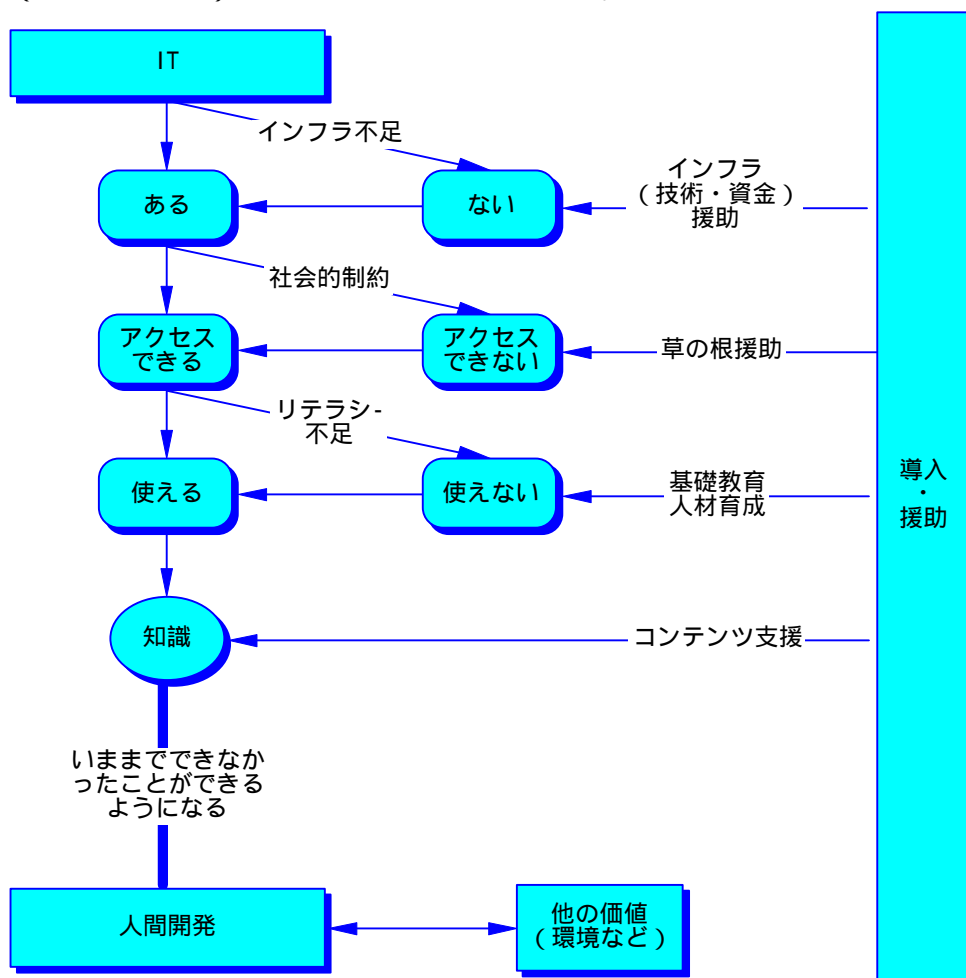 IT
インフラ不足
ある
ない
インフラ
(技術・資金)
援助
社会的制約
アクセス
できる
アクセス
できない
草の根援助
リテラシ-
不足
使える
使えない
基礎教育
人材育成
導入
・
援助
知識
コンテンツ支援
いままでできなか
ったことができる
ようになる
人間開発
他の価値
(環境など)